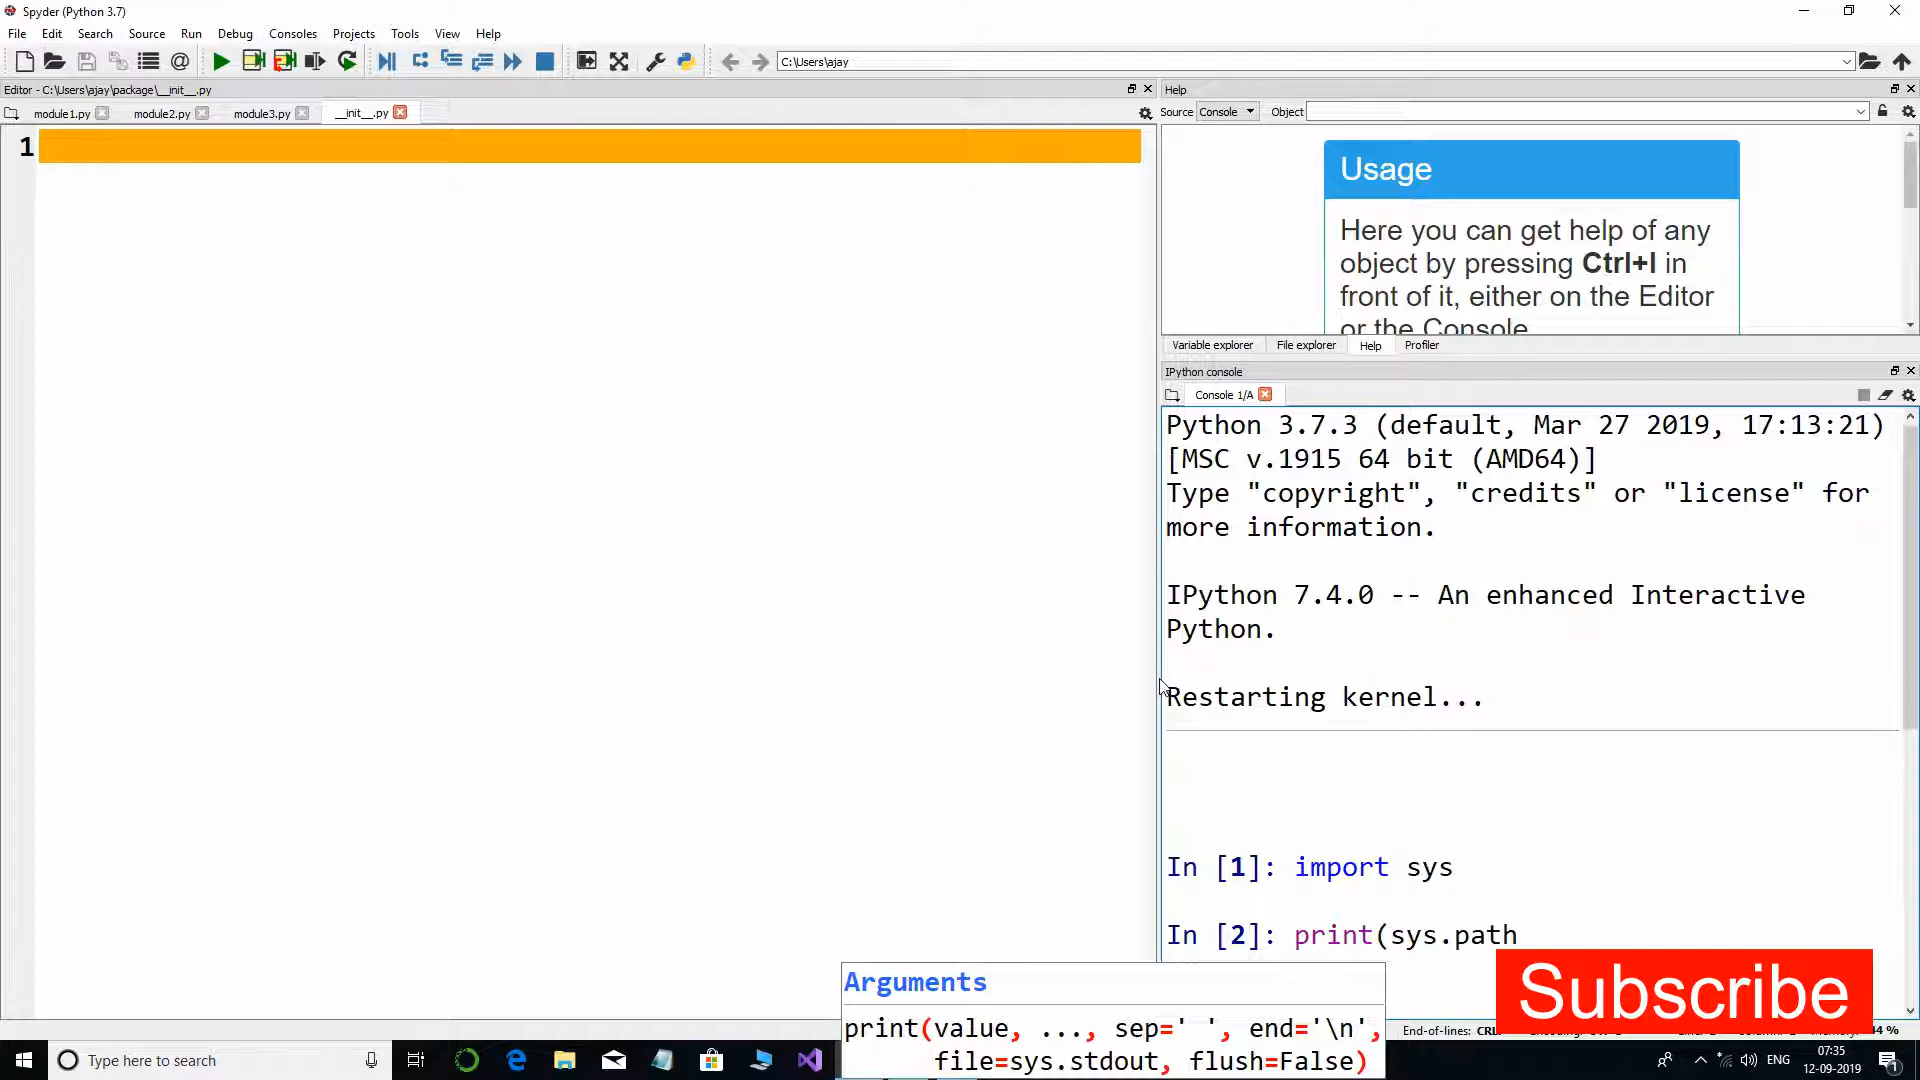 Spyder (Python 3.7)
File Edit Search Source Run Debug Consoles Projects Tools View Help
C:\Users\ajay
Editor - C:\Users\ajay\package\__init__.py
module1.py module2.py module3.py __init__.py
1
Help
Source Console Object
Usage
Here you can get help of any
object by pressing Ctrl+I in
front of it, either on the Editor
or the Console.
Variable explorer File explorer Help Profiler
IPython console
Console 1/A
Python 3.7.3 (default, Mar 27 2019, 17:13:21)
[MSC v.1915 64 bit (AMD64)]
Type "copyright", "credits" or "license" for
more information.
IPython 7.4.0 -- An enhanced Interactive
Python.
Restarting kernel...
In [1]: import sys
In [2]: print(sys.path
Arguments
print(value, ..., sep=' ', end='\n',
file=sys.stdout, flush=False)
Subscribe
End-of-lines: CRL
Type here to search
ENG
07:35
12-09-2019
1